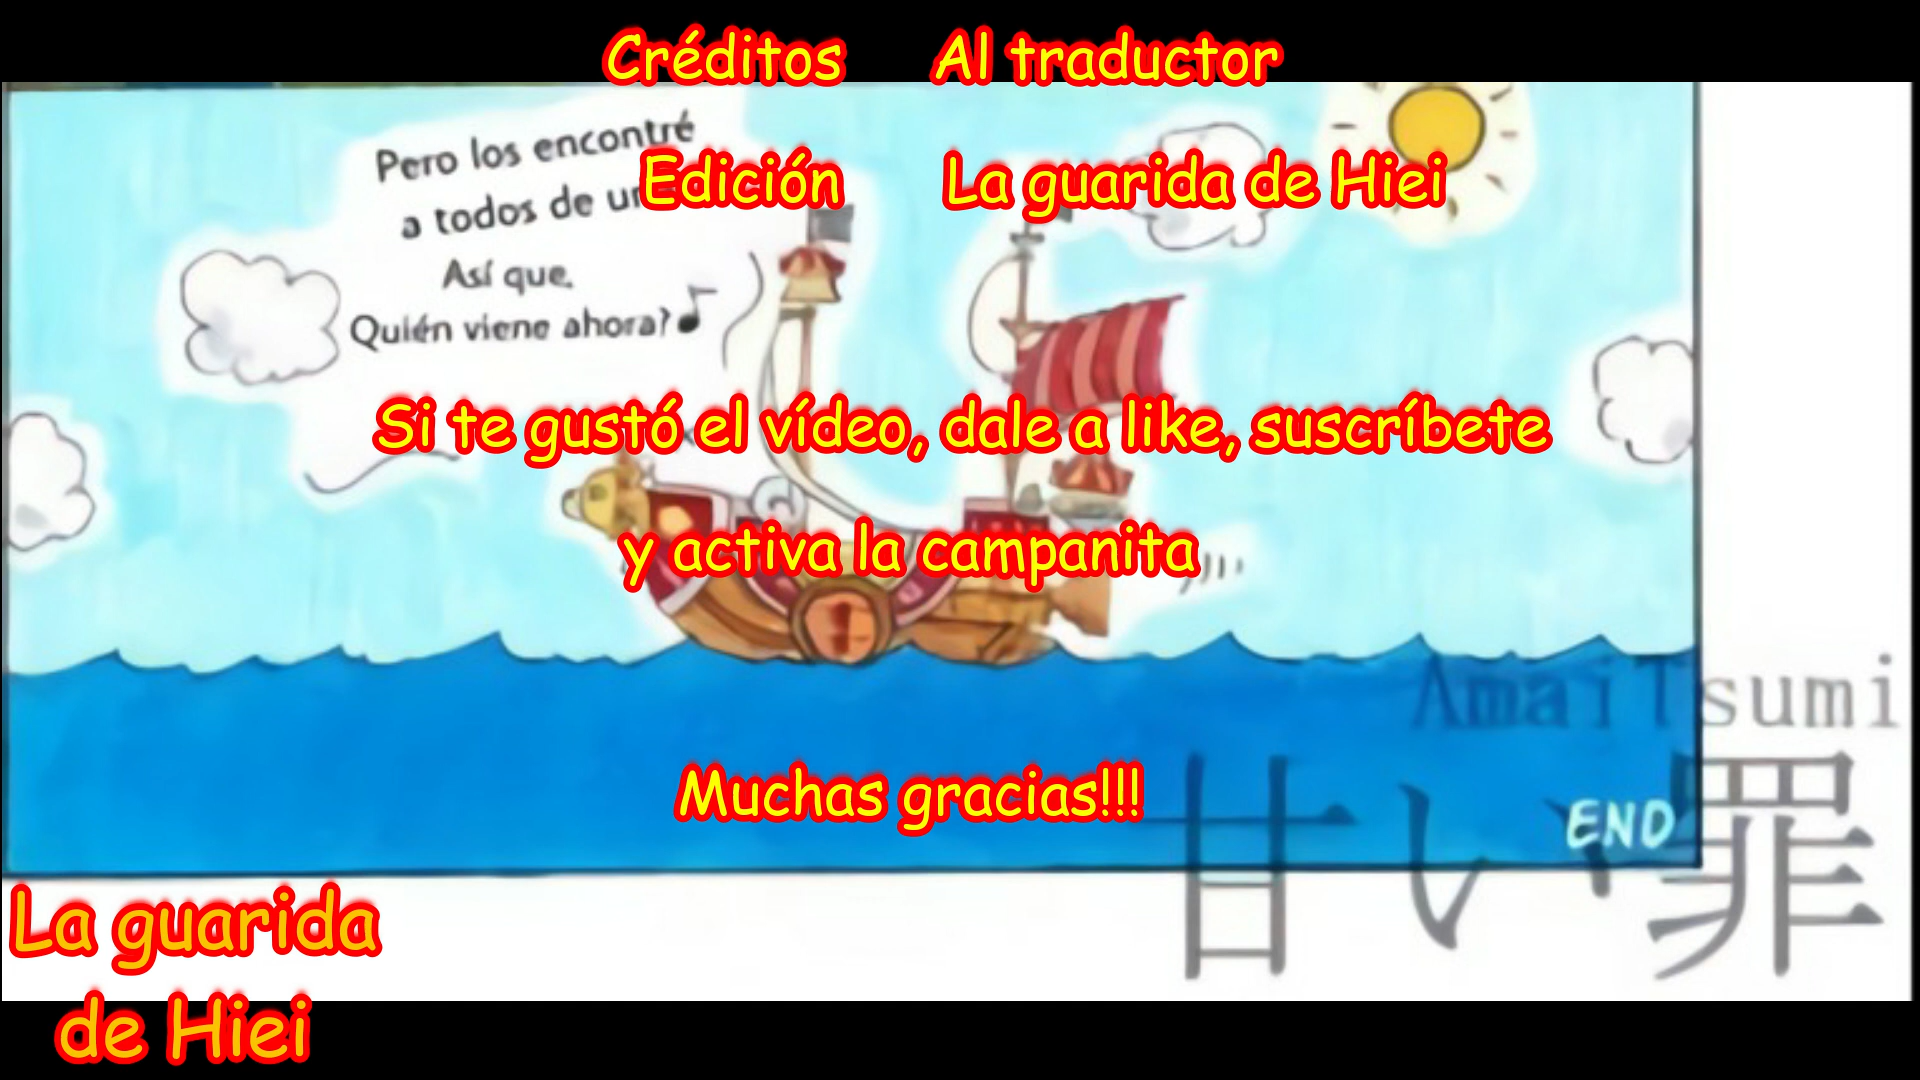 Créditos Al traductor
Pero los encontré
Edición La guarida de Hiei
a todos de
Así que,
Quién viene ahora?
Si te gustó el vídeo, dale a like, suscríbete
y activa la campanita
AmaiTsumi
Muchas gracias!!!
甘い罪
END
La guarida
de Hiei